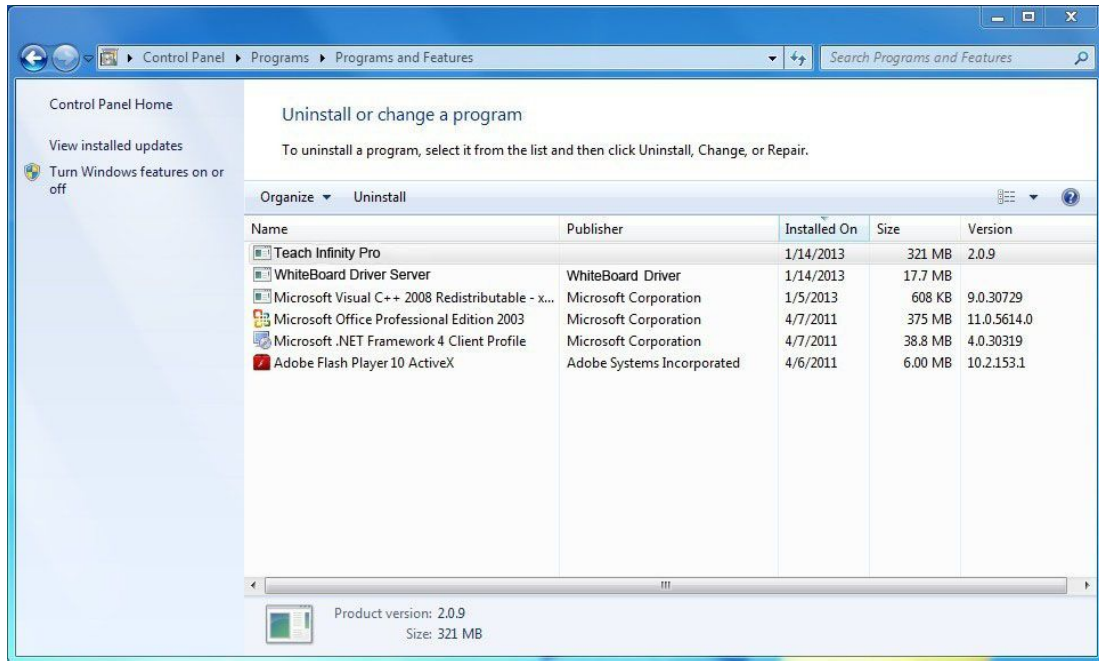 Control Panel Programs Programs and Features
Search Programs and Features
Control Panel Home
View installed updates
Turn Windows features on or
off
Uninstall or change a program
To uninstall a program, select it from the list and then click Uninstall, Change, or Repair.
Organize Uninstall
Name Publisher Installed On Size Version
Teach Infinity Pro 1/14/2013 321 MB 2.0.9
WhiteBoard Driver Server WhiteBoard Driver 1/14/2013 17.7 MB
Microsoft Visual C++ 2008 Redistributable - x... Microsoft Corporation 1/5/2013 608 KB 9.0.30729
Microsoft Office Professional Edition 2003 Microsoft Corporation 4/7/2011 375 MB 11.0.5614.0
Microsoft .NET Framework 4 Client Profile Microsoft Corporation 4/7/2011 38.8 MB 4.0.30319
Adobe Flash Player 10 ActiveX Adobe Systems Incorporated 4/6/2011 6.00 MB 10.2.153.1
Product version: 2.0.9
Size: 321 MB